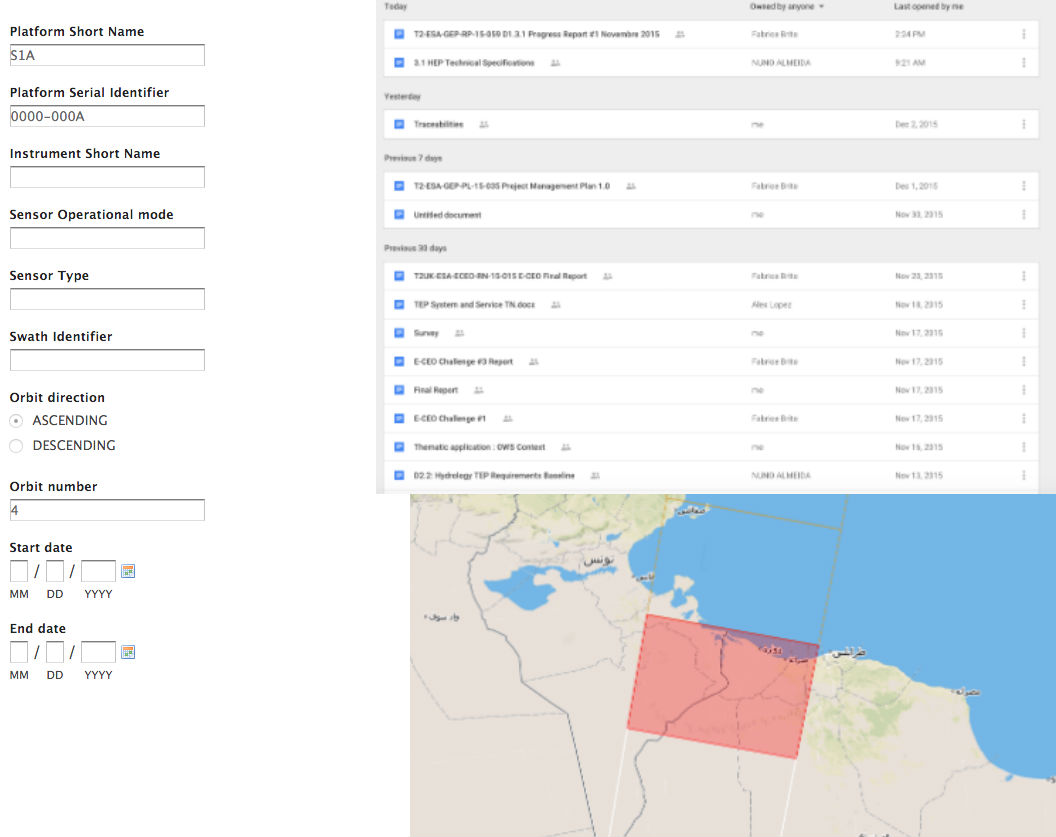 Platform Short Name
S1A
Platform Serial Identifier
0000-000A
Instrument Short Name
Sensor Operational mode
Sensor Type
Swath Identifier
Orbit direction
ASCENDING
DESCENDING
Orbit number
4
Start date
/ /
MM DD YYYY
End date
/ /
MM DD YYYY
Today Owned by anyone Last opened by me
T2-ESA-GEP-RP-15-059 D1.3.1 Progress Report #1 Novembre 2015 Fabrice Brito 2:24 PM
3.1 HEP Technical Specifications NUNO ALMEIDA 9:21 AM
Yesterday
Traceabilities me Dec 2, 2015
Previous 7 days
T2-ESA-GEP-PL-15-035 Project Management Plan 1.0 Fabrice Brito Dec 1, 2015
Untitled document me Nov 30, 2015
Previous 30 days
T2UK-ESA-ECEO-RN-15-015 E-CEO Final Report Fabrice Brito Nov 20, 2015
TEP System and Service TN.docx Alex Lopez Nov 18, 2015
Survey me Nov 17, 2015
E-CEO Challenge #3 Report Fabrice Brito Nov 17, 2015
Final Report me Nov 17, 2015
E-CEO Challenge #1 Fabrice Brito Nov 17, 2015
Thematic application : OWS Context me Nov 16, 2015
D2.2: Hydrology TEP Requirements Baseline NUNO ALMEIDA Nov 13, 2015
صفاقس
تونس
قابس
طرابلس
مصراتة